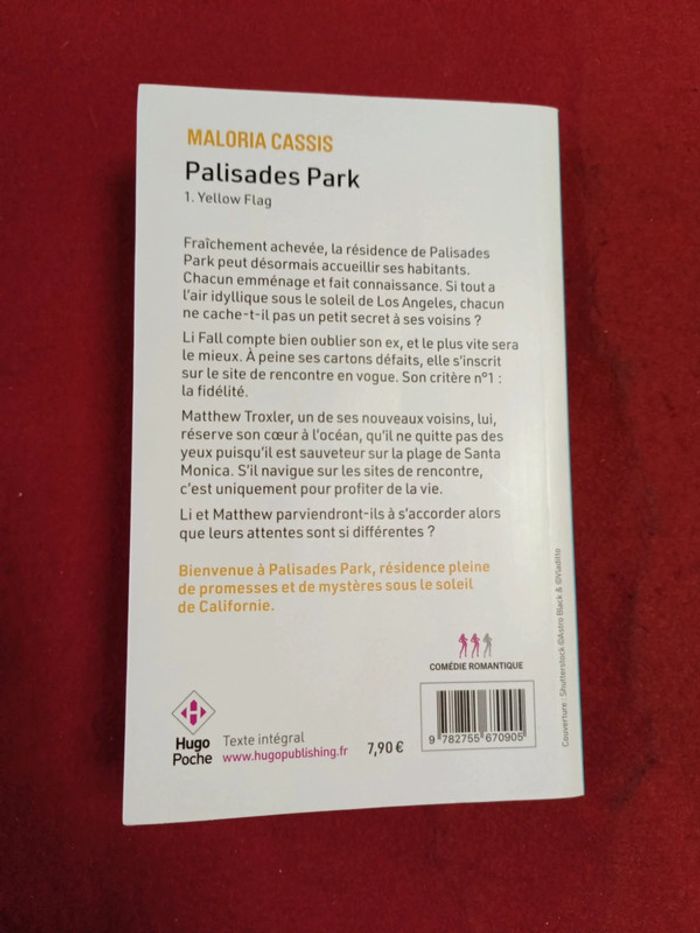 MALORIA CASSIS
Palisades Park
1. Yellow Flag
Fraîchement achevée, la résidence de Palisades
Park peut désormais accueillir ses habitants.
Chacun emménage et fait connaissance. Si tout a
l'air idyllique sous le soleil de Los Angeles, chacun
ne cache-t-il pas un petit secret à ses voisins ?
Li Fall compte bien oublier son ex, et le plus vite sera
le mieux. À peine ses cartons défaits, elle s'inscrit
sur le site de rencontre en vogue. Son critère n°1 :
la fidélité.
Matthew Troxler, un de ses nouveaux voisins, lui,
réserve son cœur à l'océan, qu'il ne quitte pas des
yeux puisqu'il est sauveteur sur la plage de Santa
Monica. S'il navigue sur les sites de rencontre,
c'est uniquement pour profiter de la vie.
Li et Matthew parviendront-ils à s'accorder alors
que leurs attentes sont si différentes ?
Bienvenue à Palisades Park, résidence pleine
de promesses et de mystères sous le soleil
de Californie.
COMÉDIE ROMANTIQUE
Hugo
Poche
Texte intégral
www.hugopublishing.fr
7,90 €
9 782755 670905
Couverture : Shutterstock ©Astro Black & ©Viaditto